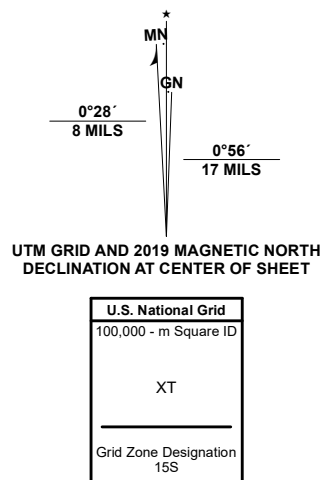 ★
MN
GN
0°28´
8 MILS
0°56´
17 MILS
UTM GRID AND 2019 MAGNETIC NORTH
DECLINATION AT CENTER OF SHEET
U.S. National Grid
100,000 - m Square ID
XT
Grid Zone Designation
15S